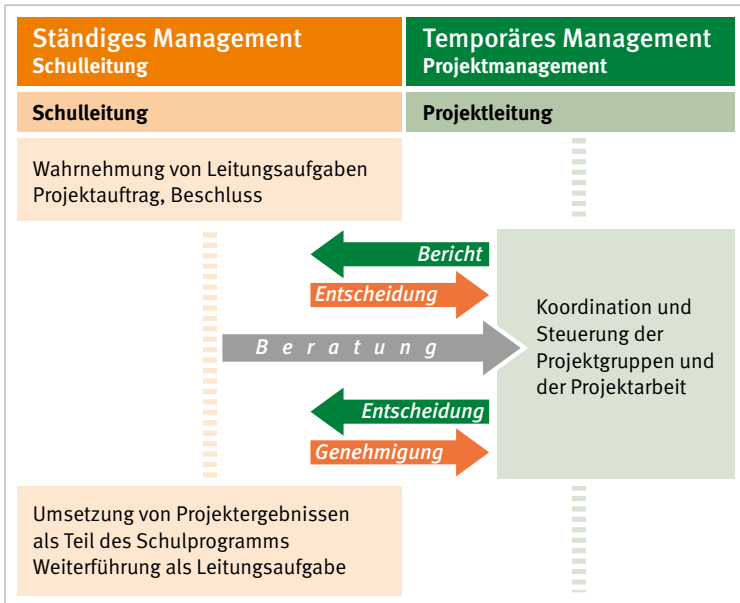 Ständiges Management
Schulleitung
Temporäres Management
Projektmanagement
Schulleitung
Projektleitung
Wahrnehmung von Leitungsaufgaben
Projektauftrag, Beschluss
Bericht
Entscheidung
Beratung
Entscheidung
Genehmigung
Koordination und
Steuerung der
Projektgruppen und
der Projektarbeit
Umsetzung von Projektergebnissen
als Teil des Schulprogramms
Weiterführung als Leitungsaufgabe